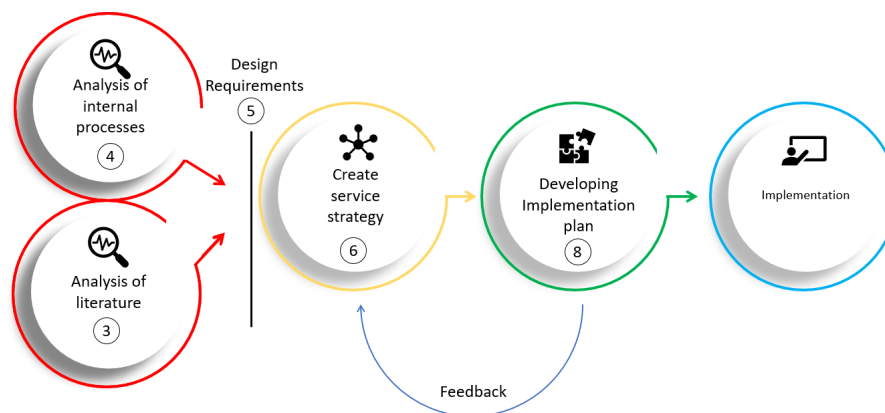 Analysis of
internal
processes
4
Analysis of
literature
3
Design
Requirements
5
Create
service
strategy
6
Developing
Implementation
plan
8
Implementation
Feedback